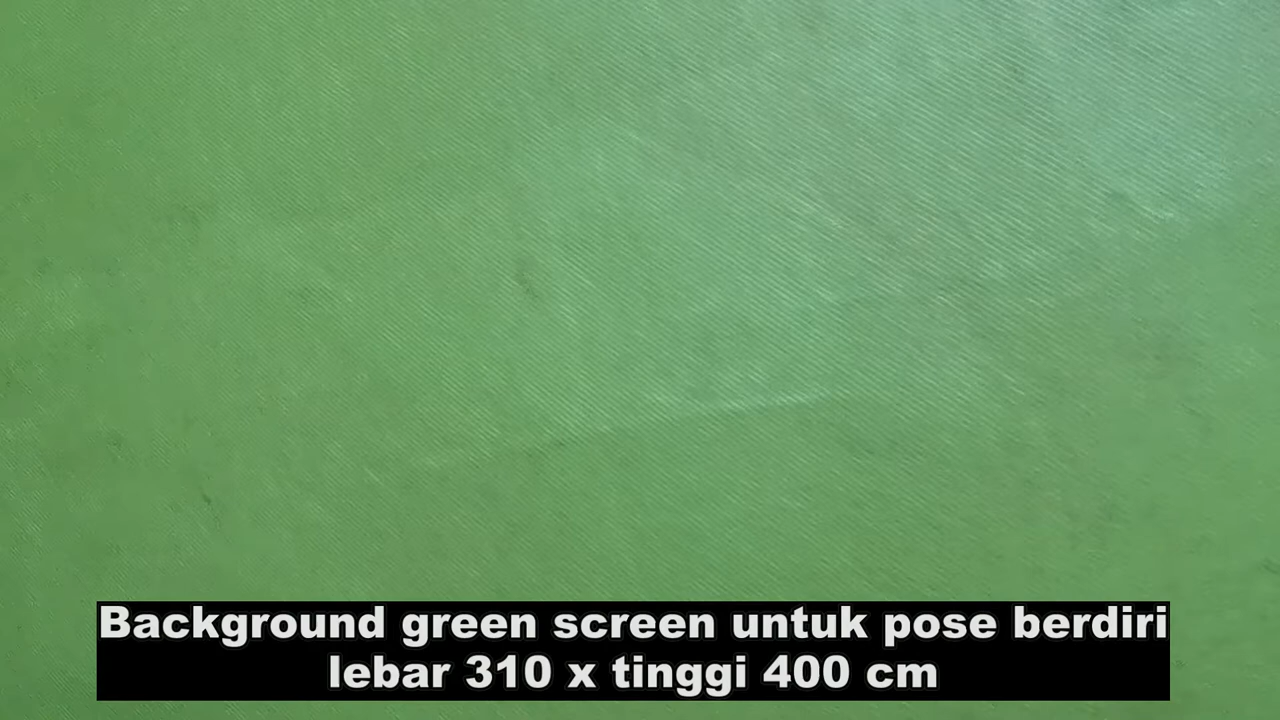 Background green screen untuk pose berdiri
lebar 310 x tinggi 400 cm